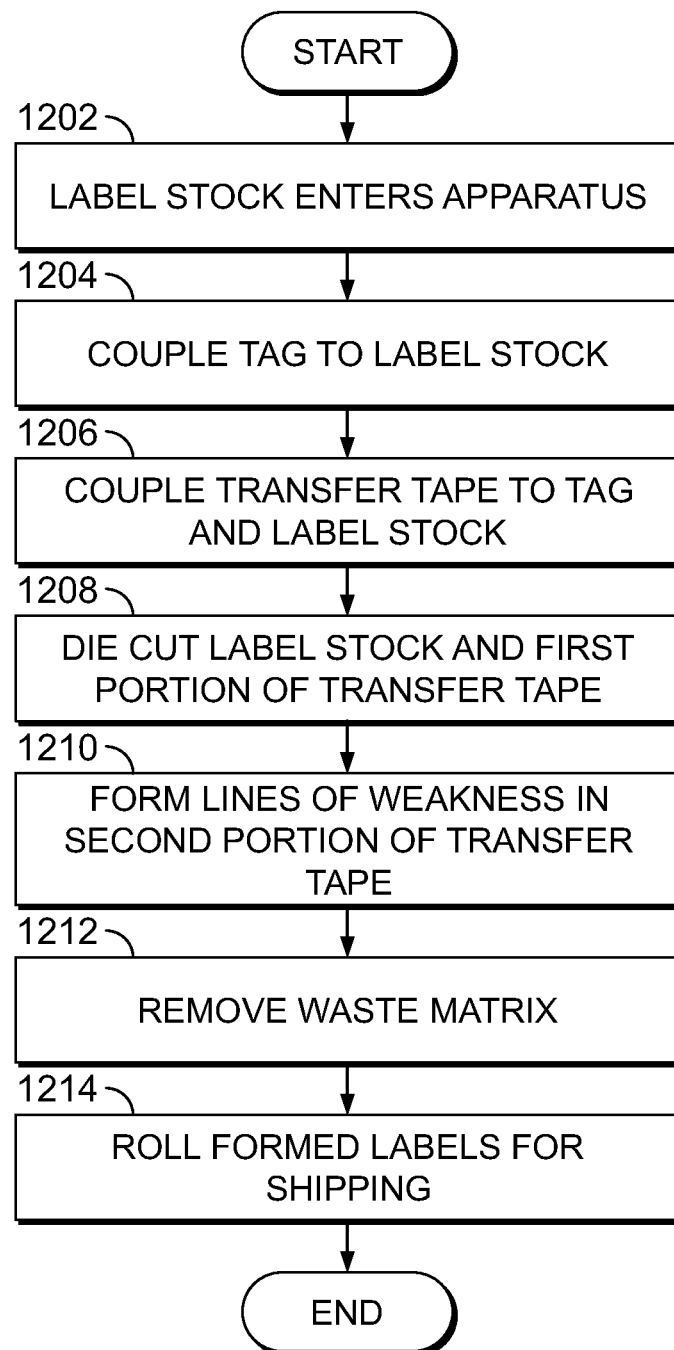 START
1202
LABEL STOCK ENTERS APPARATUS
1204
COUPLE TAG TO LABEL STOCK
1206
COUPLE TRANSFER TAPE TO TAG
AND LABEL STOCK
1208
DIE CUT LABEL STOCK AND FIRST
PORTION OF TRANSFER TAPE
1210
FORM LINES OF WEAKNESS IN
SECOND PORTION OF TRANSFER
TAPE
1212
REMOVE WASTE MATRIX
1214
ROLL FORMED LABELS FOR
SHIPPING
END